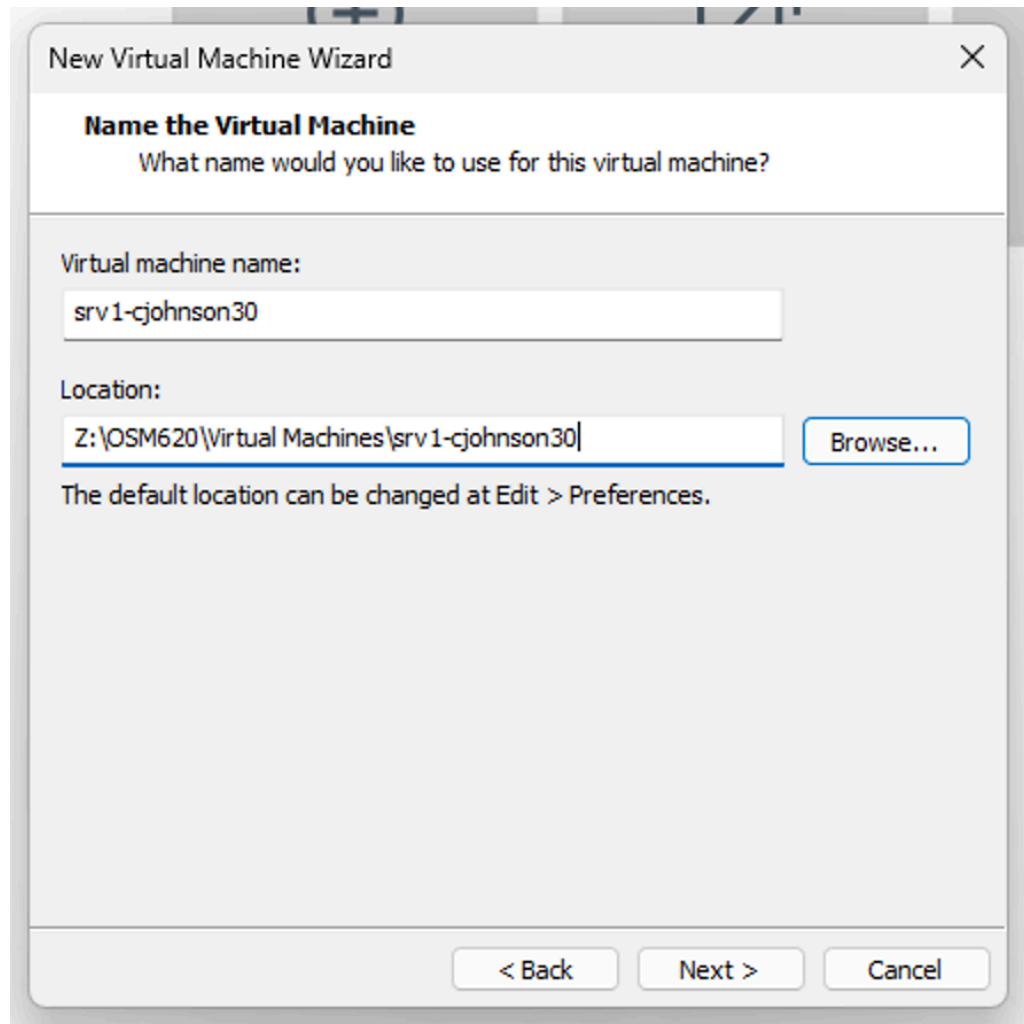 New Virtual Machine Wizard
Name the Virtual Machine
What name would you like to use for this virtual machine?
Virtual machine name:
srv1-cjohnson30
Location:
Z:\OSM620\Virtual Machines\srv1-cjohnson30
Browse...
The default location can be changed at Edit > Preferences.
< Back
Next >
Cancel